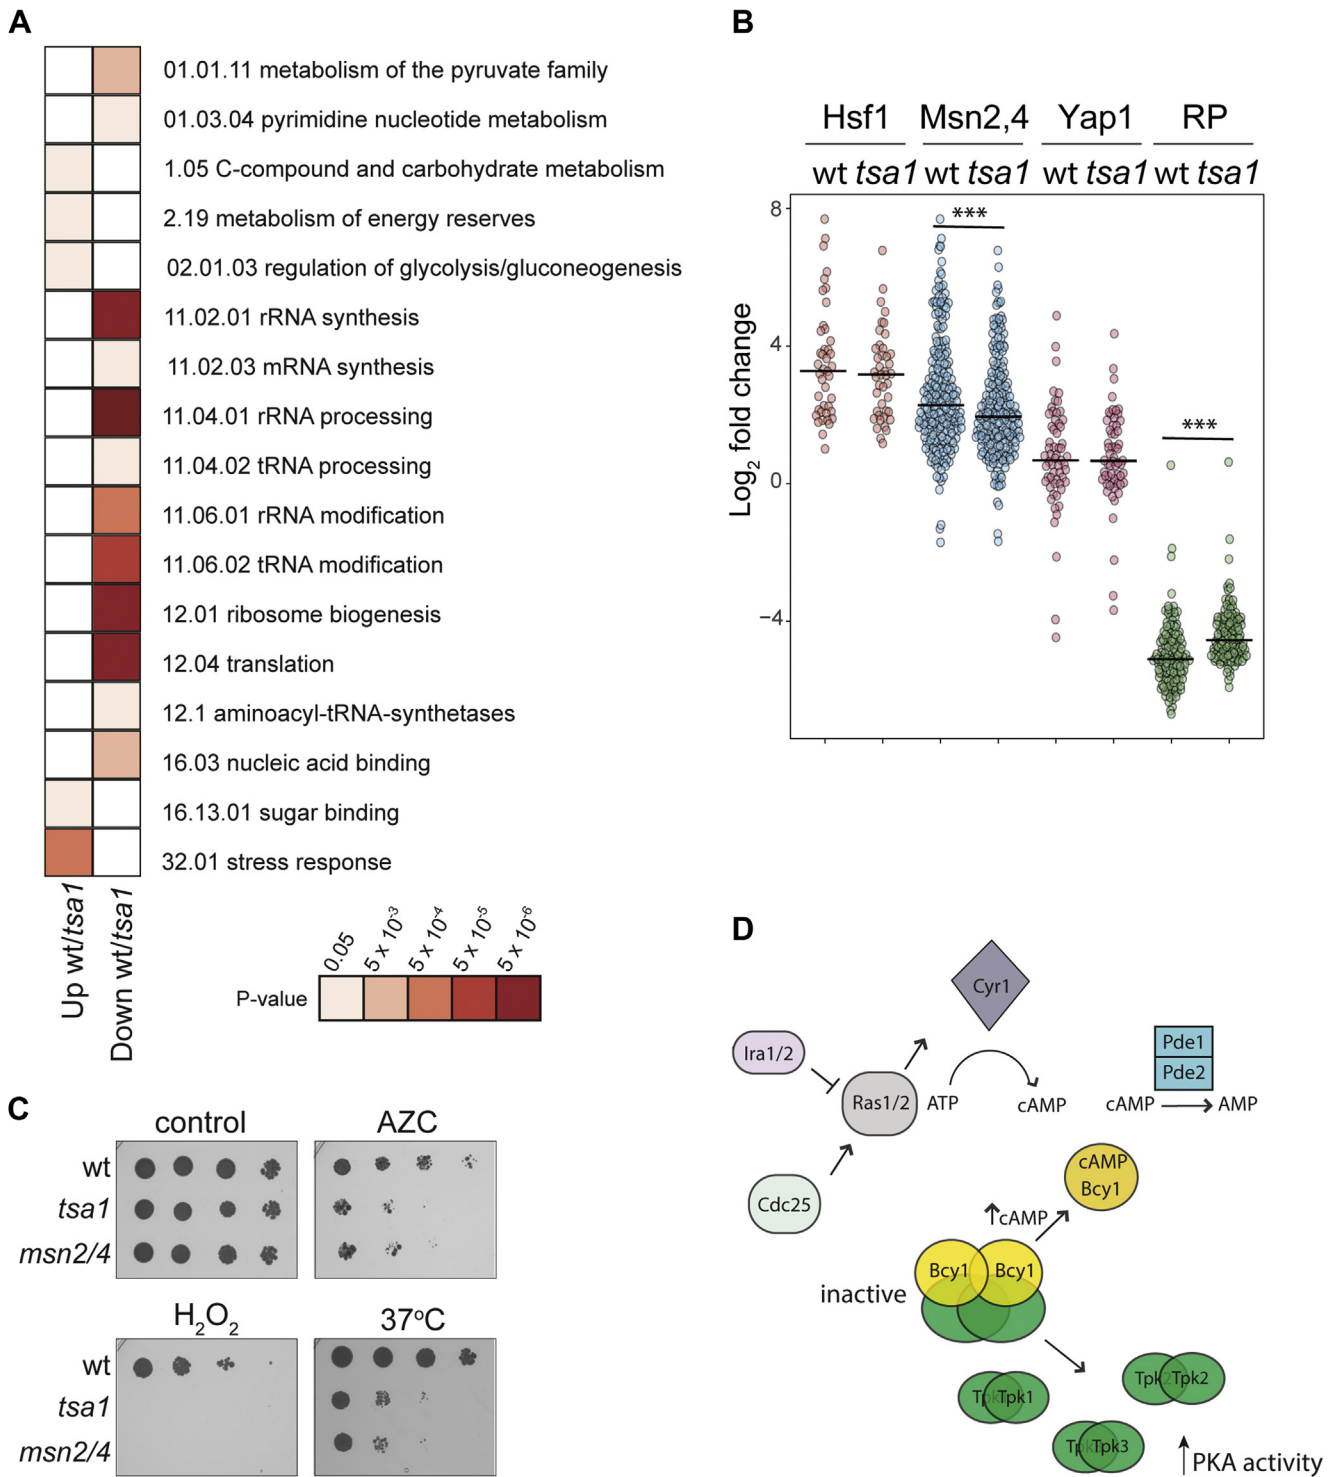 A
01.01.11 metabolism of the pyruvate family
01.03.04 pyrimidine nucleotide metabolism
1.05 C-compound and carbohydrate metabolism
2.19 metabolism of energy reserves
02.01.03 regulation of glycolysis/gluconeogenesis
11.02.01 rRNA synthesis
11.02.03 mRNA synthesis
11.04.01 rRNA processing
11.04.02 tRNA processing
11.06.01 rRNA modification
11.06.02 tRNA modification
12.01 ribosome biogenesis
12.04 translation
12.1 aminoacyl-tRNA-synthetases
16.03 nucleic acid binding
16.13.01 sugar binding
32.01 stress response
Up wt/tsa1
Down wt/tsa1
0.05
5 x 10-3
5 x 10-4
5 x 10-5
5 x 10-6
P-value
B
Hsf1 Msn2,4 Yap1 RP
wt tsa1 wt tsa1 wt tsa1 wt tsa1
8
4
0
−4
Log2 fold change
***
***
C
control
AZC
wt
tsa1
msn2/4
H2O2
37oC
wt
tsa1
msn2/4
D
Cyr1
Ira1/2
Ras1/2
Cdc25
ATP
cAMP
Pde1
Pde2
cAMP
AMP
cAMP
Bcy1
↑cAMP
Bcy1
Bcy1
inactive
Tpk1
Tpk2
Tpk2
Tpk3
↑PKA activity